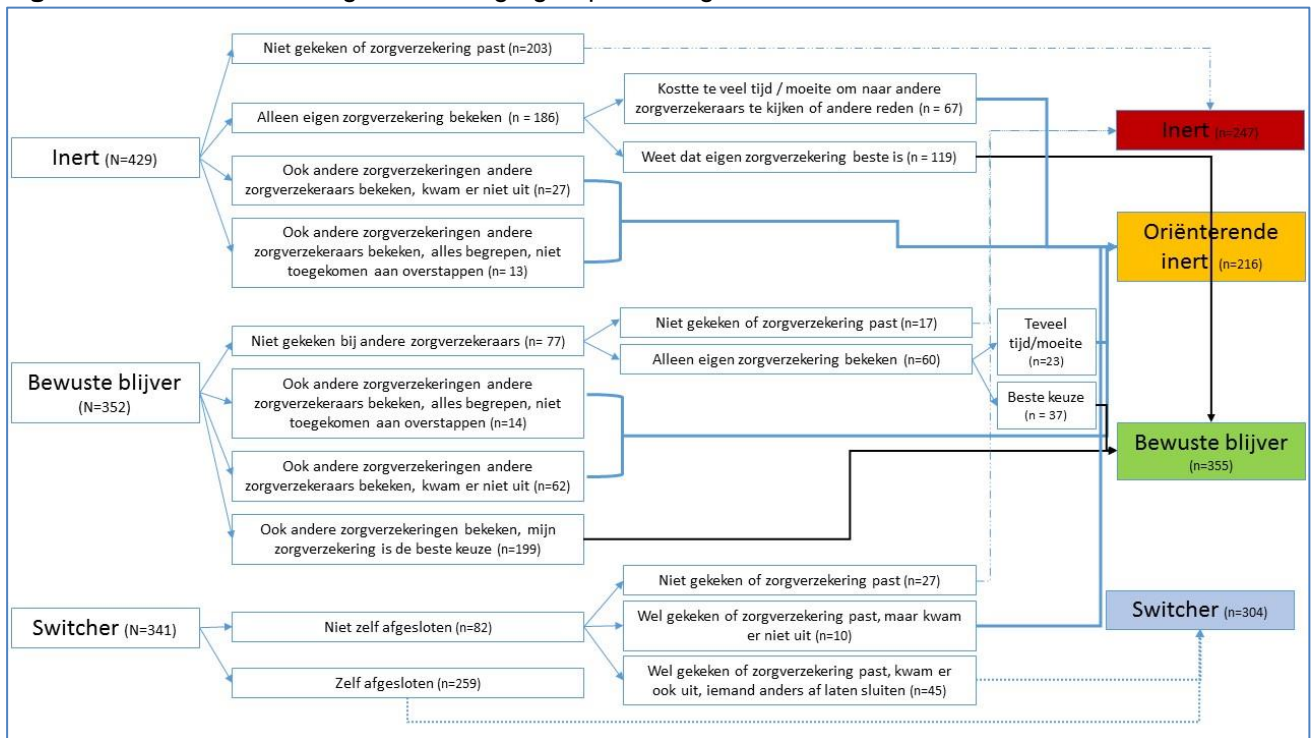 Niet gekeken of zorgverzekering past (n=203)
Alleen eigen zorgverzekering bekeken (n = 186)
Kostte te veel tijd / moeite om naar andere
zorgverzekeraars te kijken of andere reden (n = 67)
Inert (n=247)
Inert (N=429)
Weet dat eigen zorgverzekering beste is (n = 119)
Ook andere zorgverzekeringen andere
zorgverzekeraars bekeken, kwam er niet uit (n=27)
Ook andere zorgverzekeringen andere
zorgverzekeraars bekeken, alles begrepen, niet
toegekomen aan overstappen (n= 13)
Oriënterende
inert (n=216)
Niet gekeken bij andere zorgverzekeraars (n= 77)
Niet gekeken of zorgverzekering past(n=17)
Alleen eigen zorgverzekering bekeken (n=60)
Teveel
tijd/moeite
(n=23)
Beste keuze
(n = 37)
Bewuste blijver
(N=352)
Ook andere zorgverzekeringen andere
zorgverzekeraars bekeken, alles begrepen, niet
toegekomen aan overstappen (n=14)
Ook andere zorgverzekeringen andere
zorgverzekeraars bekeken, kwam er niet uit (n=62)
Bewuste blijver
(n=355)
Ook andere zorgverzekeringen bekeken, mijn
zorgverzekering is de beste keuze (n=199)
Niet gekeken of zorgverzekering past (n=27)
Switcher (N=341)
Niet zelf afgesloten (n=82)
Wel gekeken of zorgverzekering past, maar kwam
er niet uit (n=10)
Switcher (n=304)
Zelf afgesloten (n=259)
Wel gekeken of zorgverzekering past, kwam er
ook uit, iemand anders af laten sluiten (n=45)